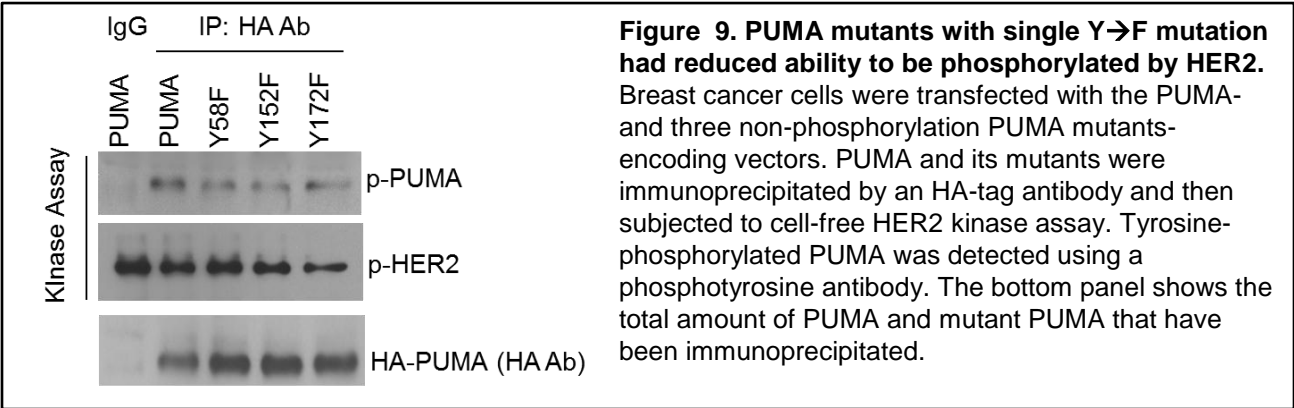 IgG IP: HA Ab
PUMA PUMA Y58F Y152F Y172F
KInase Assay
p-PUMA
p-HER2
HA-PUMA (HA Ab)
Figure 9. PUMA mutants with single Y→F mutation
had reduced ability to be phosphorylated by HER2.
Breast cancer cells were transfected with the PUMA-
and three non-phosphorylation PUMA mutants-
encoding vectors. PUMA and its mutants were
immunoprecipitated by an HA-tag antibody and then
subjected to cell-free HER2 kinase assay. Tyrosine-
phosphorylated PUMA was detected using a
phosphotyrosine antibody. The bottom panel shows the
total amount of PUMA and mutant PUMA that have
been immunoprecipitated.